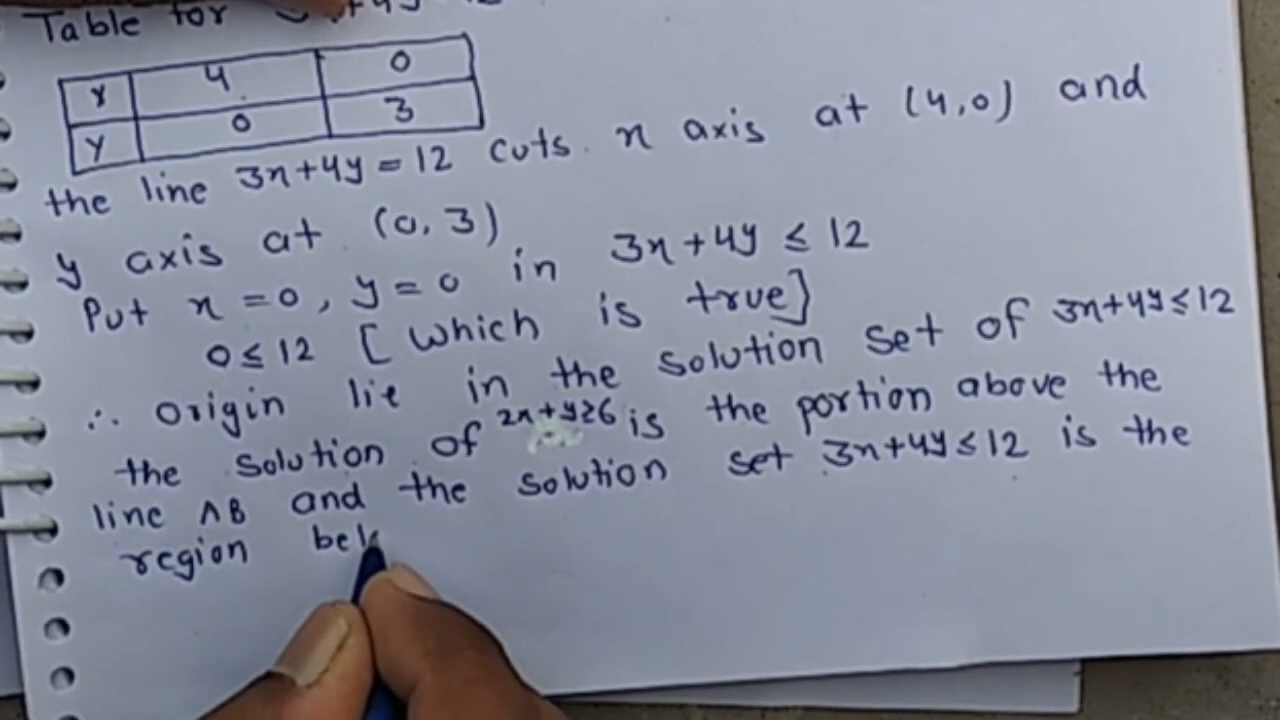 Table for
x 4 0
y 0 3
the line 3x+4y = 12 cuts x axis at (4,0) and
y axis at (0,3)
Put x = 0, y = 0 in 3x+4y ≤ 12
0 ≤ 12 [which is true]
∴ origin lie in the solution set of 3x+4y ≤ 12
the solution of 2x+y≥6 is the portion above the
line AB and the solution set 3x+4y ≤ 12 is the
region bel